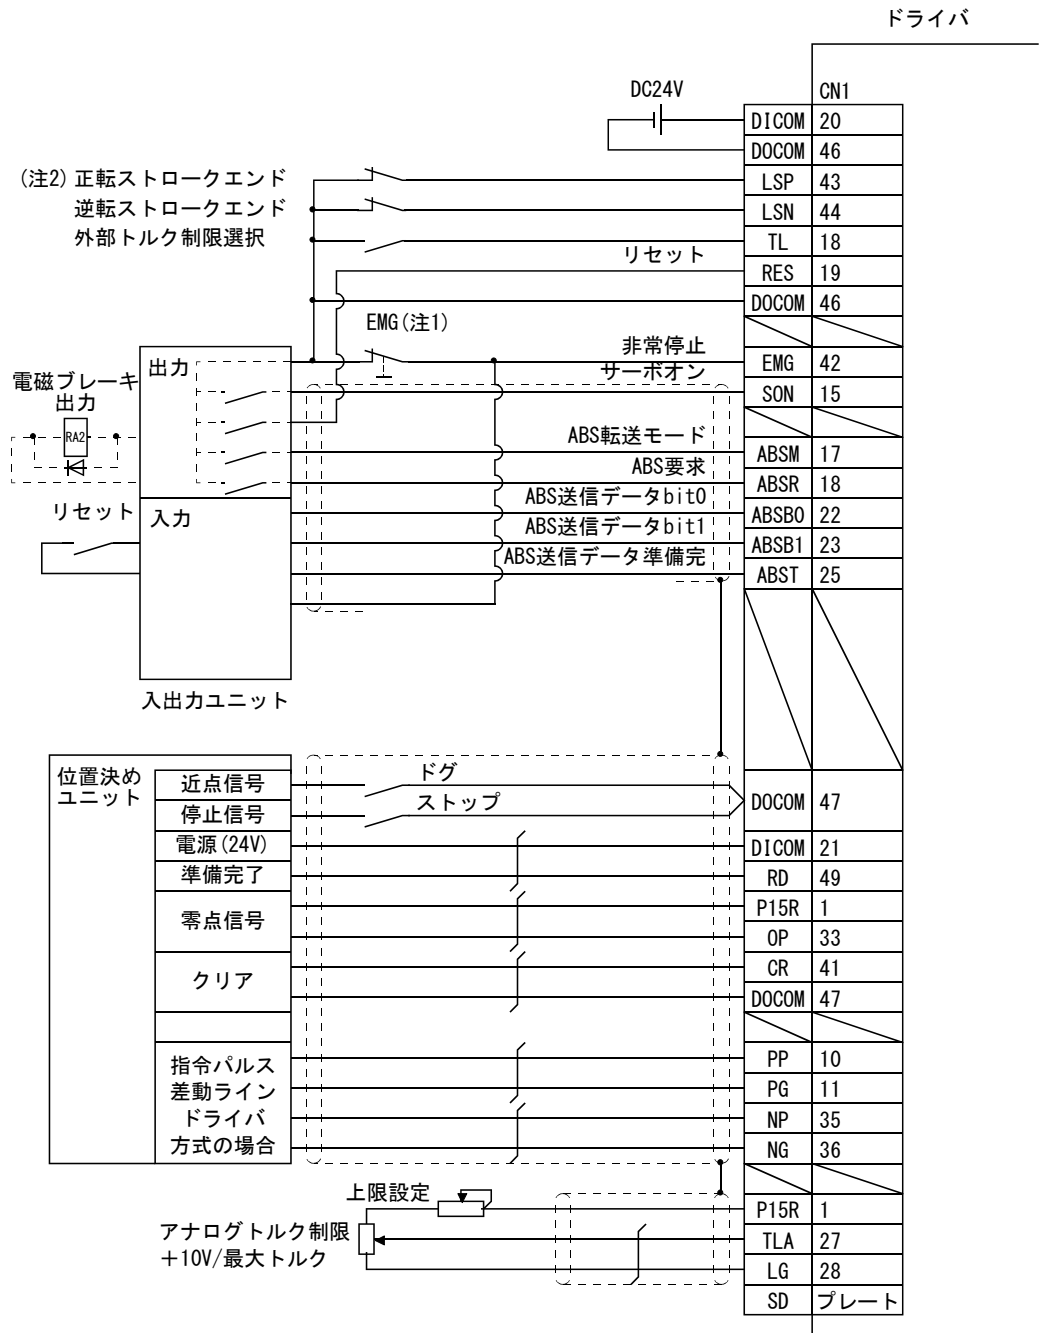 ドライバ
DC24V
CN1
DICOM 20
DOCOM 46
(注2)正転ストロークエンド
LSP 43
逆転ストロークエンド
LSN 44
外部トルク制限選択
TL 18
リセット
RES 19
DOCOM 46
EMG(注1)
非常停止
EMG 42
出力
サーボオン
SON 15
電磁ブレーキ
出力
RA2
ABS転送モード
ABSM 17
ABS要求
ABSR 18
リセット
入力
ABS送信データbit0
ABSB0 22
ABS送信データbit1
ABSB1 23
ABS送信データ準備完
ABST 25
入出力ユニット
位置決め
ユニット
近点信号
ドグ
停止信号
ストップ
DOCOM 47
電源(24V)
DICOM 21
準備完了
RD 49
零点信号
P15R 1
OP 33
クリア
CR 41
DOCOM 47
指令パルス
差動ライン
ドライバ
方式の場合
PP 10
PG 11
NP 35
NG 36
上限設定
P15R 1
アナログトルク制限
+10V/最大トルク
TLA 27
LG 28
SD プレート